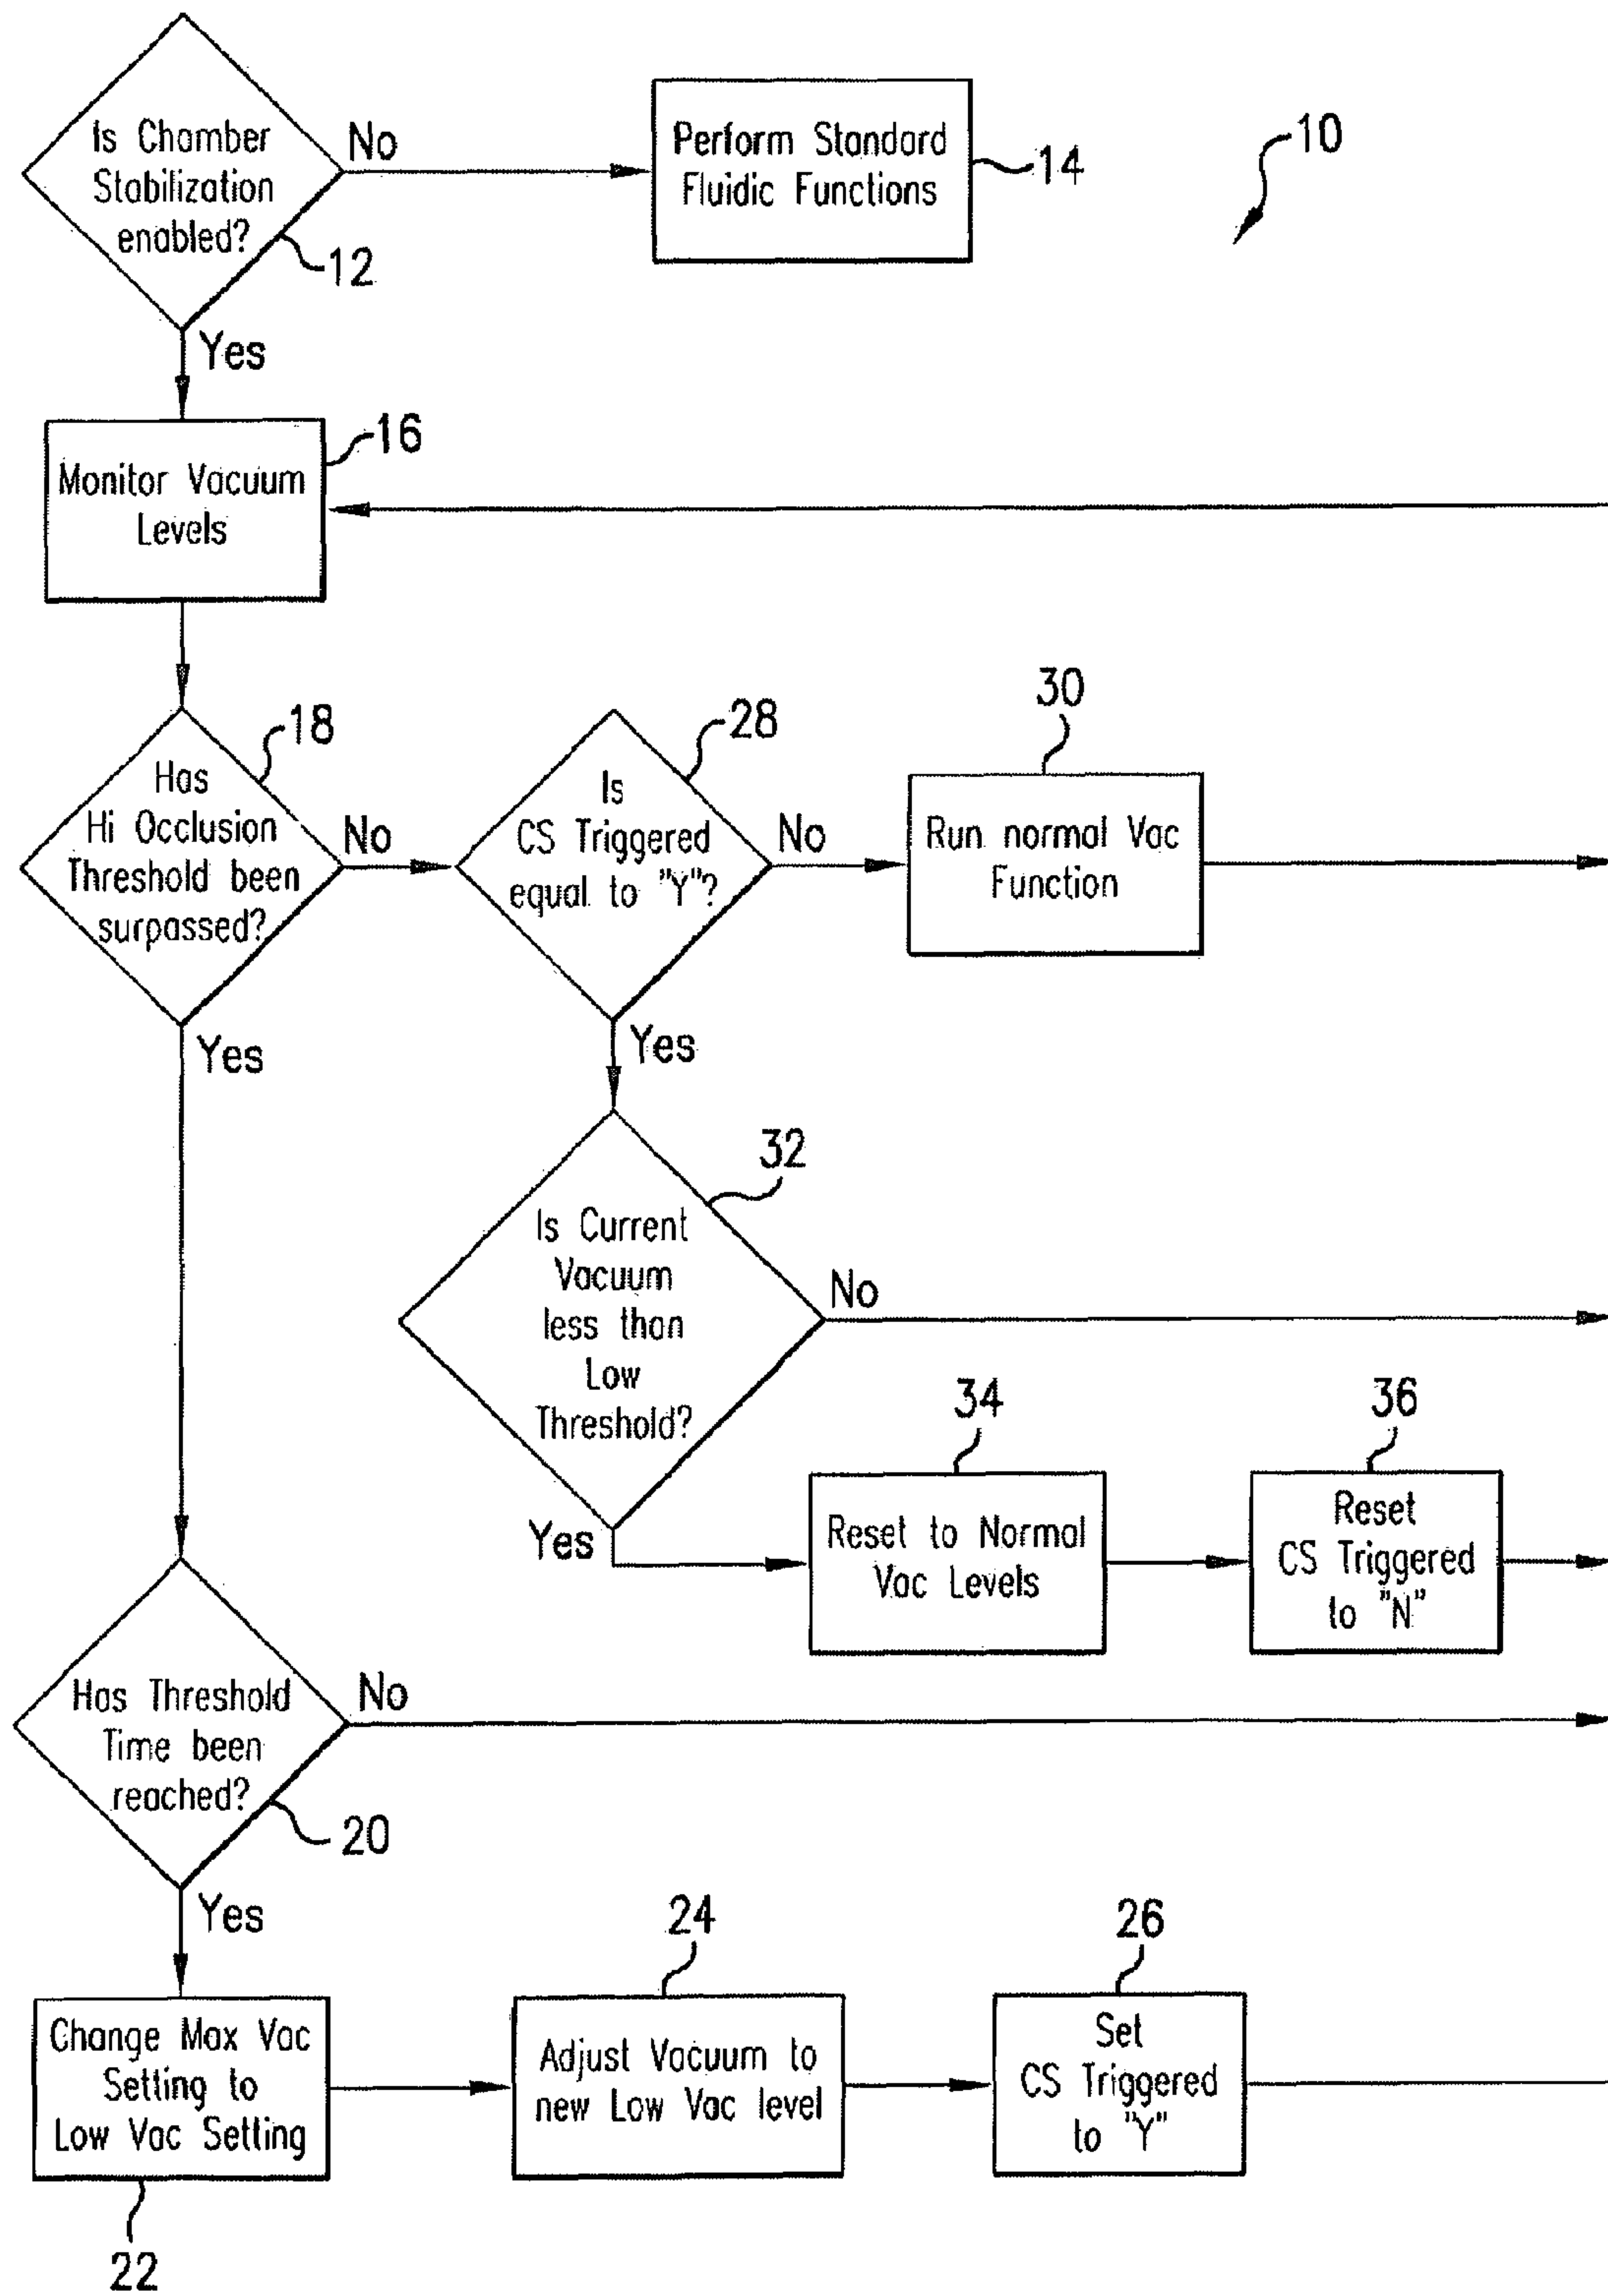 Is Chamber
Stabilization
enabled?
12
No
Perform Standard
Fluidic Functions
14
10
Yes
Monitor Vacuum
Levels
16
Has
Hi Occlusion
Threshold been
surpassed?
18
No
Is
CS Triggered
equal to "Y"?
28
No
Run normal Vac
Function
30
Yes
Yes
Is Current
Vacuum
less than
Low
Threshold?
32
No
Yes
Reset to Normal
Vac Levels
34
Reset
CS Triggered
to "N"
36
Has Threshold
Time been
reached?
20
No
Yes
Change Max Vac
Setting to
Low Vac Setting
22
Adjust Vacuum to
new Low Vac level
24
Set
CS Triggered
to "Y"
26